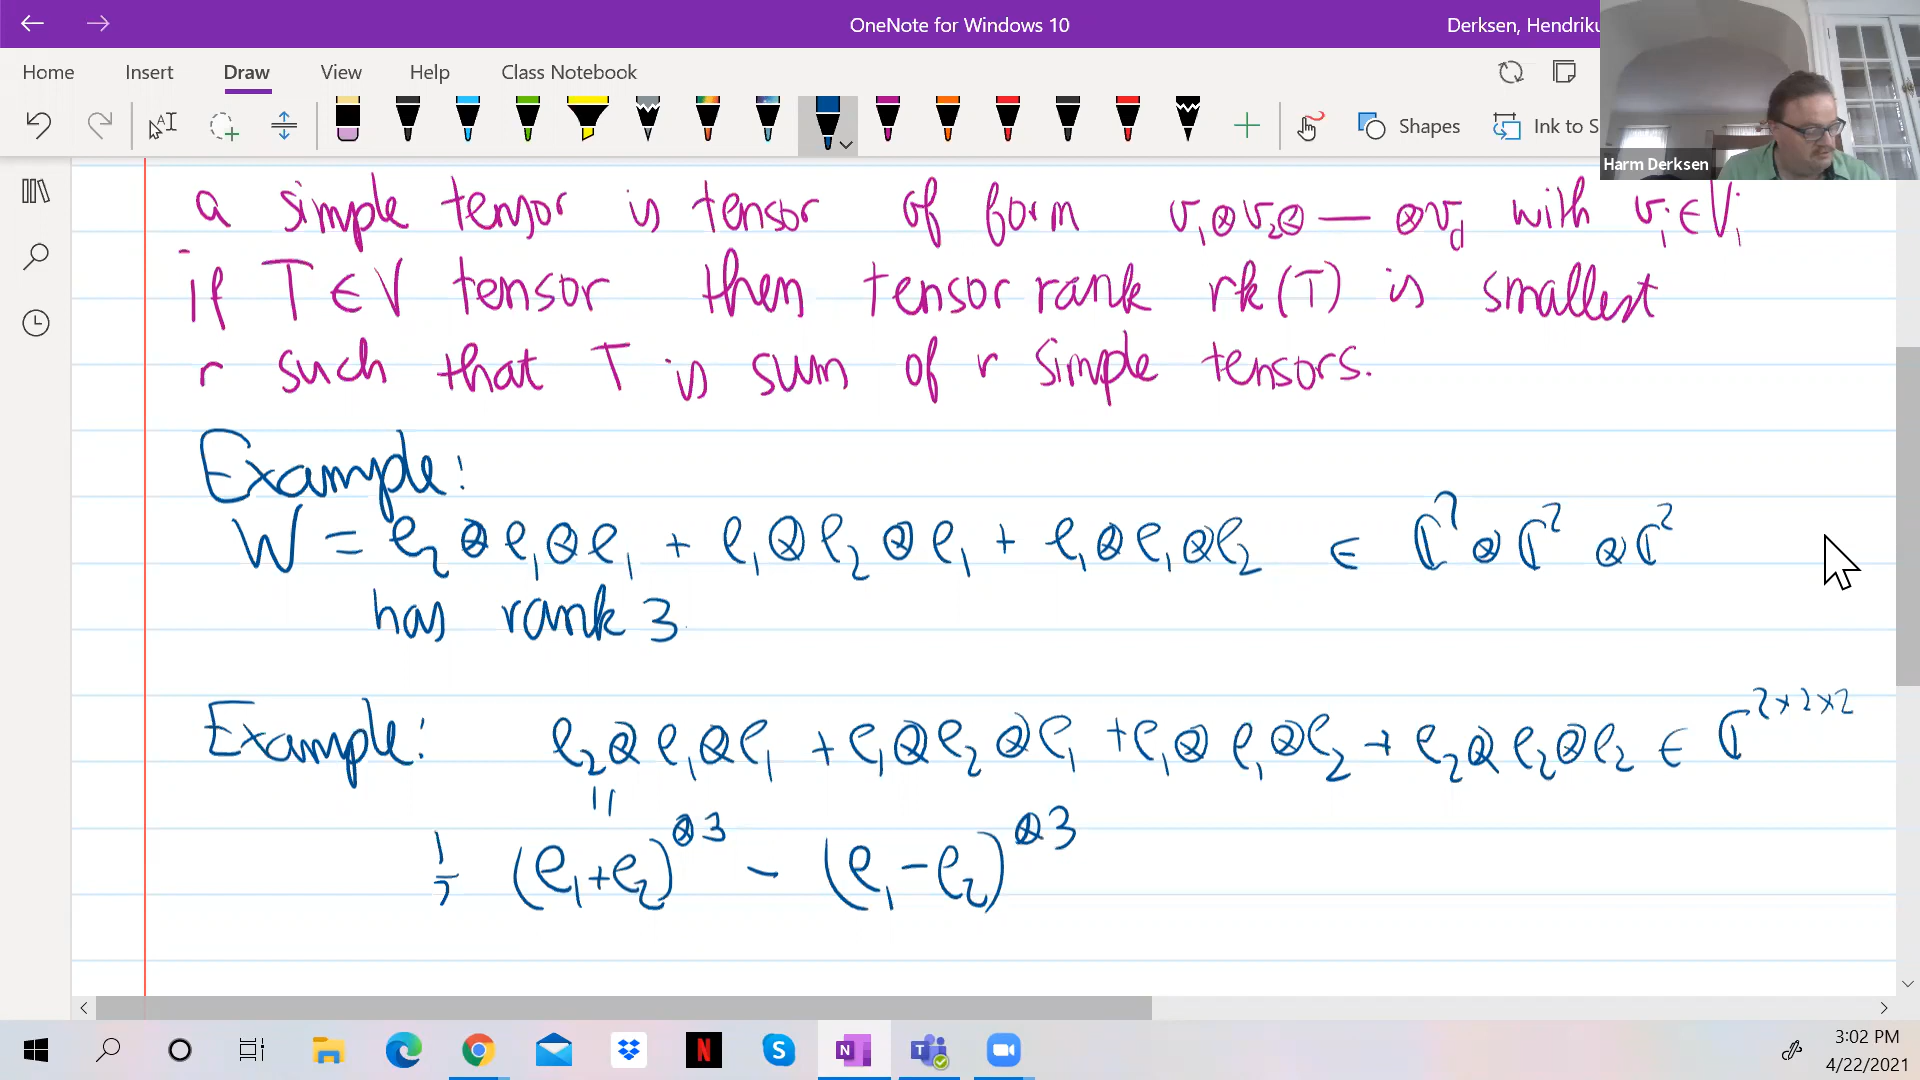 OneNote for Windows 10
Derksen, Hendriku
Home Insert Draw View Help Class Notebook
Shapes
Ink to S
Harm Derksen
a simple tensor is tensor of form v₁⊗v₂⊗—⊗v_d with v_i∈V_i
if T∈V tensor then tensor rank rk(T) is smallest
r such that T is sum of r simple tensors.
Example:
W = e₂⊗e₁⊗e₁ + e₁⊗e₂⊗e₁ + e₁⊗e₁⊗e₂ ∈ ℂ²⊗ℂ²⊗ℂ²
has rank 3.
Example: e₂⊗e₁⊗e₁ + e₁⊗e₂⊗e₁ + e₁⊗e₁⊗e₂ + e₂⊗e₂⊗e₂ ∈ ℂ^{2×2×2}
॥
½ (e₁+e₂)^{⊗3} − (e₁−e₂)^{⊗3}
3:02 PM
4/22/2021